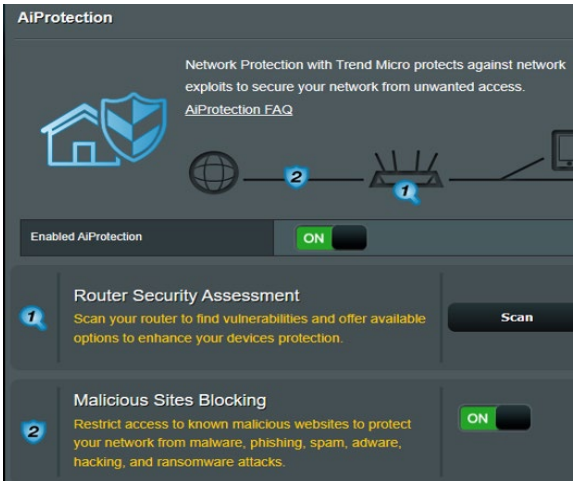 AiProtection
Network Protection with Trend Micro protects against network
exploits to secure your network from unwanted access.
AiProtection FAQ
2
1
Enabled AiProtection
ON
1
Router Security Assessment
Scan your router to find vulnerabilities and offer available
options to enhance your devices protection.
Scan
2
Malicious Sites Blocking
Restrict access to known malicious websites to protect
your network from malware, phishing, spam, adware,
hacking, and ransomware attacks.
ON